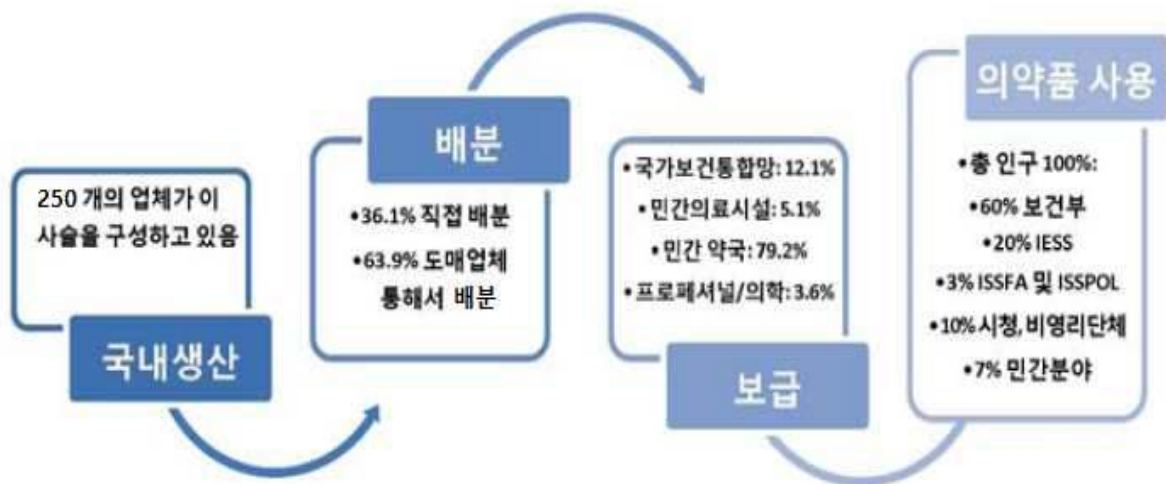 250 개의 업체가 이
사슬을 구성하고 있음
국내생산
배분
•36.1% 직접 배분
•63.9% 도매업체
통해서 배분
•국가보건통합망: 12.1%
•민간의료시설: 5.1%
•민간 약국: 79.2%
•프로페셔널/의학: 3.6%
보급
의약품 사용
•총 인구 100%:
•60% 보건부
•20% IESS
•3% ISSFA 및 ISSPOL
•10% 시청, 비영리단체
•7% 민간분야